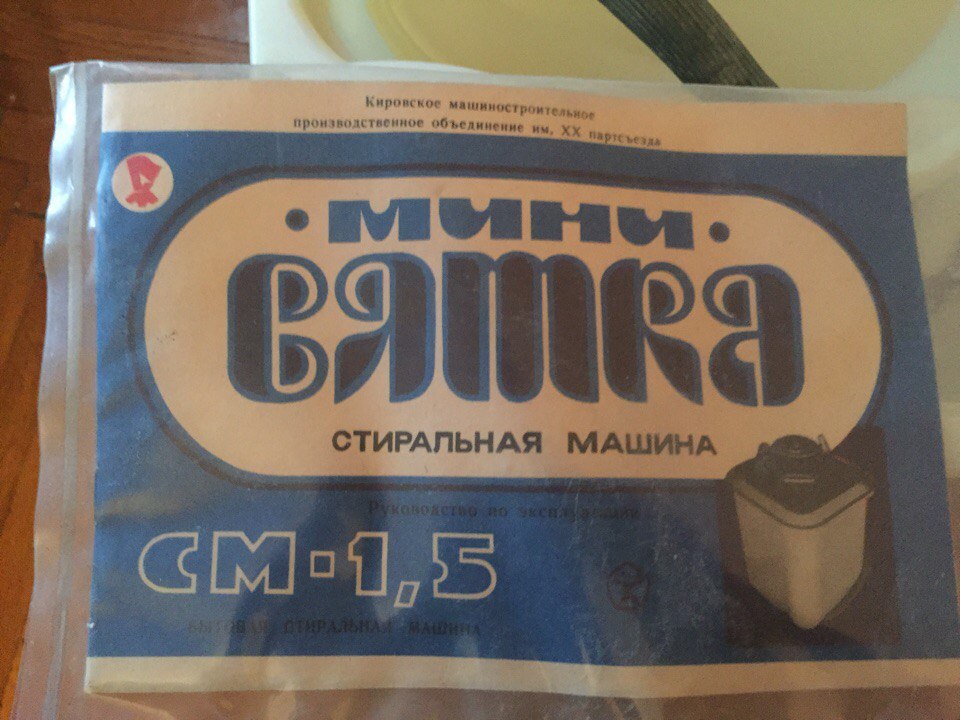 Кировское машиностроительное
производственное объединение им. XX партсъезда
• мини •
вятка
СТИРАЛЬНАЯ МАШИНА
Руководство по эксплуатации
СМ-1,5
БЫТОВАЯ СТИРАЛЬНАЯ МАШИНА